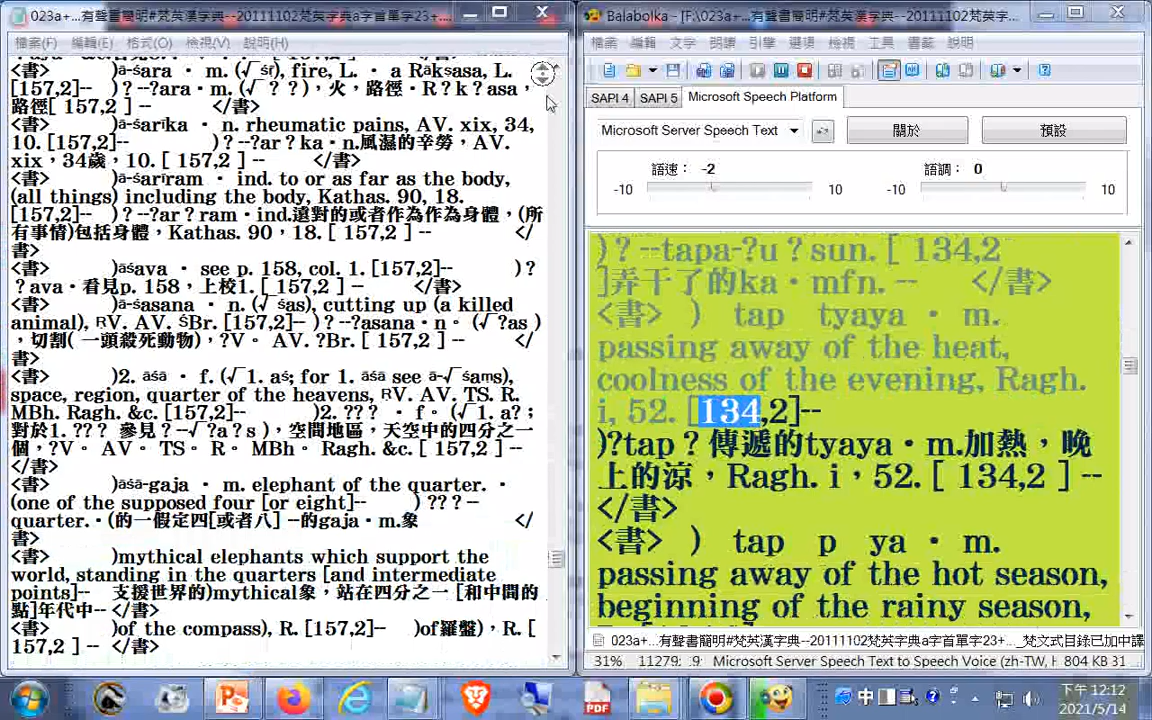 有聲書簡明#梵英漢字典--20111102梵英字典a字首單字23+...
檔案(F) 編輯(E) 格式(O) 檢視(V) 說明(H)
<書> )ā-śara · m. (√ śṝ), fire, L. · a Rākṣasa, L.
[157,2]-- )? --?ara · m. (√ ? ? )，火，路徑 · R? k? asa，
路徑[ 157,2 ] -- </書>
<書> )ā-śarīka · n. rheumatic pains, AV. xix, 34,
10. [157,2]-- )? --?ar? ka · n.風濕的辛勞，AV.
xix，34歲，10. [ 157,2 ] -- </書>
<書> )ā-śarīram · ind. to or as far as the body,
(all things) including the body, Kathas. 90, 18.
[157,2]-- )? --?ar? ram · ind.遠對的或者作為作為身體，(所
有事情)包括身體，Kathas. 90，18. [ 157,2 ] -- </
書>
<書> )āśava · see p. 158, col. 1. [157,2]-- )?
?ava · 看見p. 158，上校1. [ 157,2 ] -- </書>
<書> )ā-śasana · n. (√ śas), cutting up (a killed
animal), RV. AV. ŚBr. [157,2]-- )? --?asana · n。(√ ?as )
，切割( 一頭殺死動物)，?V。 AV. ?Br. [ 157,2 ] -- </
書>
<書> )2. āśā · f. (√ 1. aś; for 1. āśā see ā-√ śaṃs),
space, region, quarter of the heavens, RV. AV. TS. R.
MBh. Ragh. &c. [157,2]-- )2. ??? · f。(√ 1. a?；
對於1. ??? 參見? --√ ?a?s )，空間地區，天空中的四分之一
個，?V。 AV。 TS。 R。 MBh。 Ragh. &c. [ 157,2 ] --
</書>
<書> )āśā-gaja · m. elephant of the quarter. ·
(one of the supposed four [or eight]-- ) ???--
quarter. · (的一假定四[或者八] --的gaja · m.象 </
書>
<書> )mythical elephants which support the
world, standing in the quarters [and intermediate
points]-- 支援世界的)mythical象，站在四分之一 [和中間的
點]年代中-- </書>
<書> )of the compass), R. [157,2]-- )of羅盤)，R. [
157,2 ] -- </書>
Balabolka - [F:\023a+...有聲書簡明#梵英漢字典--20111102梵英字...
檔案 編輯 文字 朗讀 引擎 選項 檢視 工具 書籤 說明
SAPI 4 SAPI 5 Microsoft Speech Platform
Microsoft Server Speech Text 關於 預設
語速： -2 語調： 0
-10 10 -10 10
)? --tapa-?u ? sun. [ 134,2
]弄干了的ka · mfn. -- </書>
<書> ) tap tyaya · m.
passing away of the heat,
coolness of the evening, Ragh.
i, 52. [134,2]--
)?tap ? 傳遞的tyaya · m.加熱，晚
上的涼，Ragh. i，52. [ 134,2 ] --
</書>
<書> ) tap p ya · m.
passing away of the hot season,
beginning of the rainy season,
023a+...有聲書簡明#梵英漢字典--20111102梵英字典a字首單字23+..._梵文式目錄已加中譯
31% 11279: .9: Microsoft Server Speech Text to Speech Voice (zh-TW, H 804 KB 31
中
下午 12:12
2021/5/14